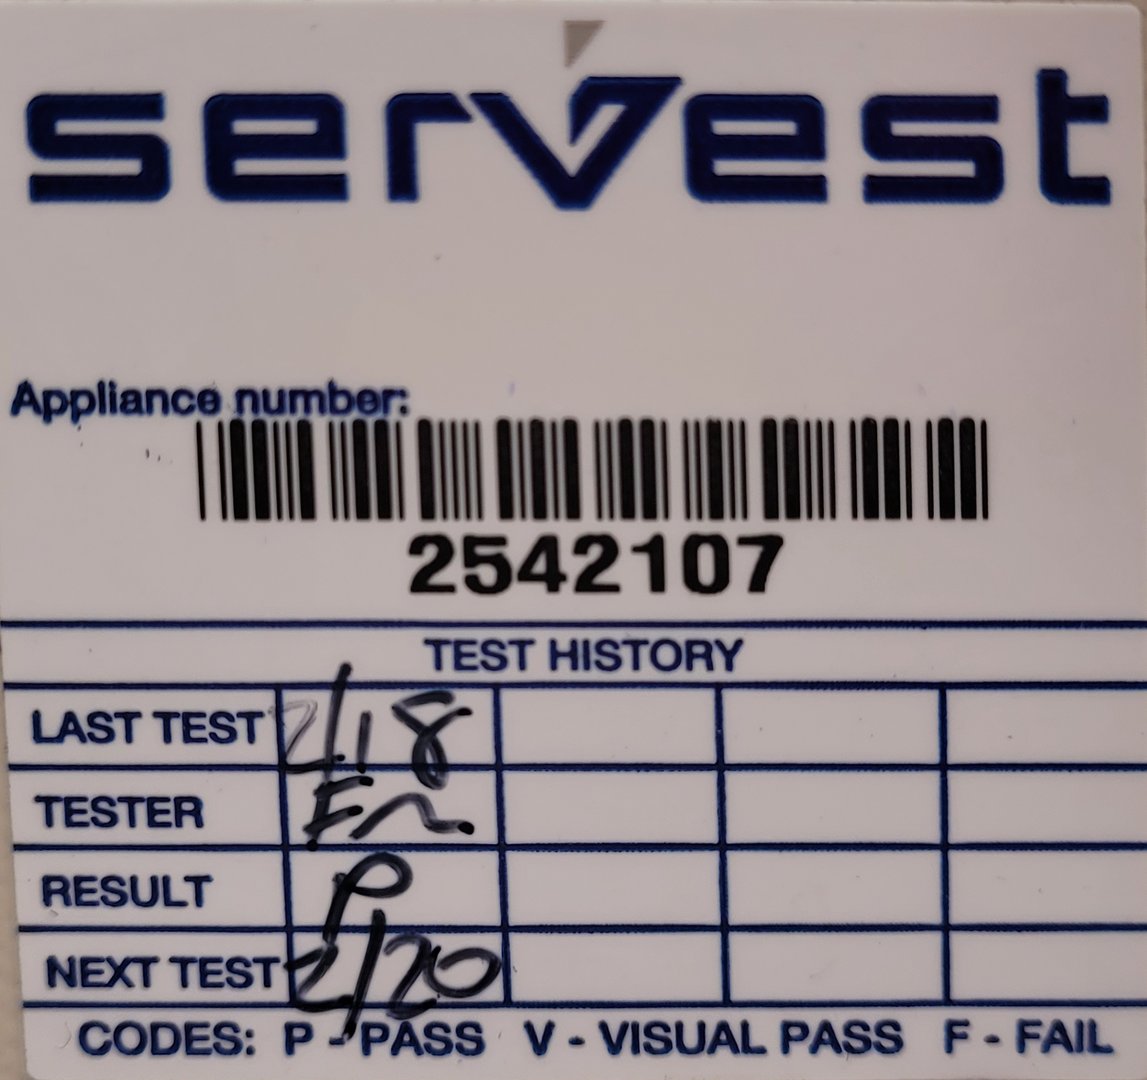 servest
Appliance number:
2542107
TEST HISTORY
LAST TEST 2/18
TESTER
RESULT P
NEXT TEST 2/20
CODES: P - PASS V - VISUAL PASS F - FAIL